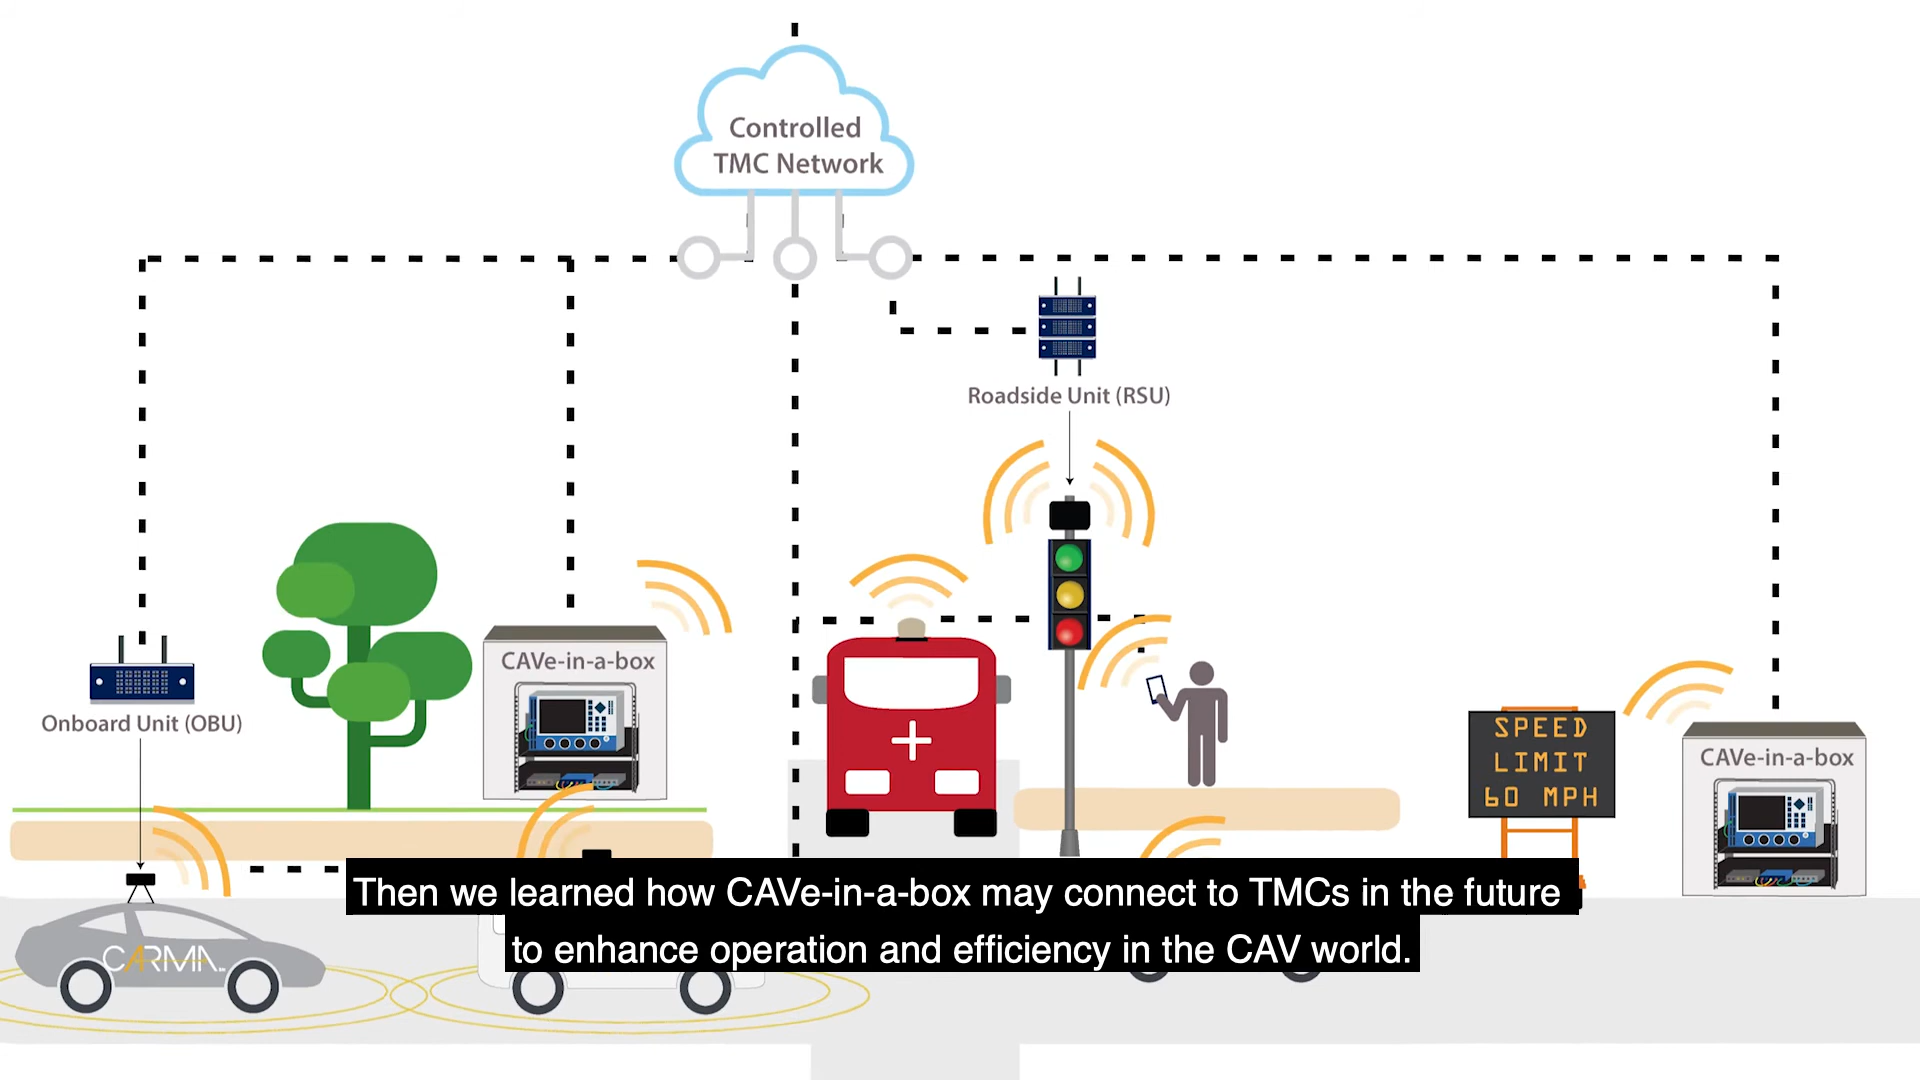 Controlled
TMC Network
Roadside Unit (RSU)
CAVe-in-a-box
Onboard Unit (OBU)
SPEED
LIMIT
60 MPH
CAVe-in-a-box
CARMA
Then we learned how CAVe-in-a-box may connect to TMCs in the future
to enhance operation and efficiency in the CAV world.